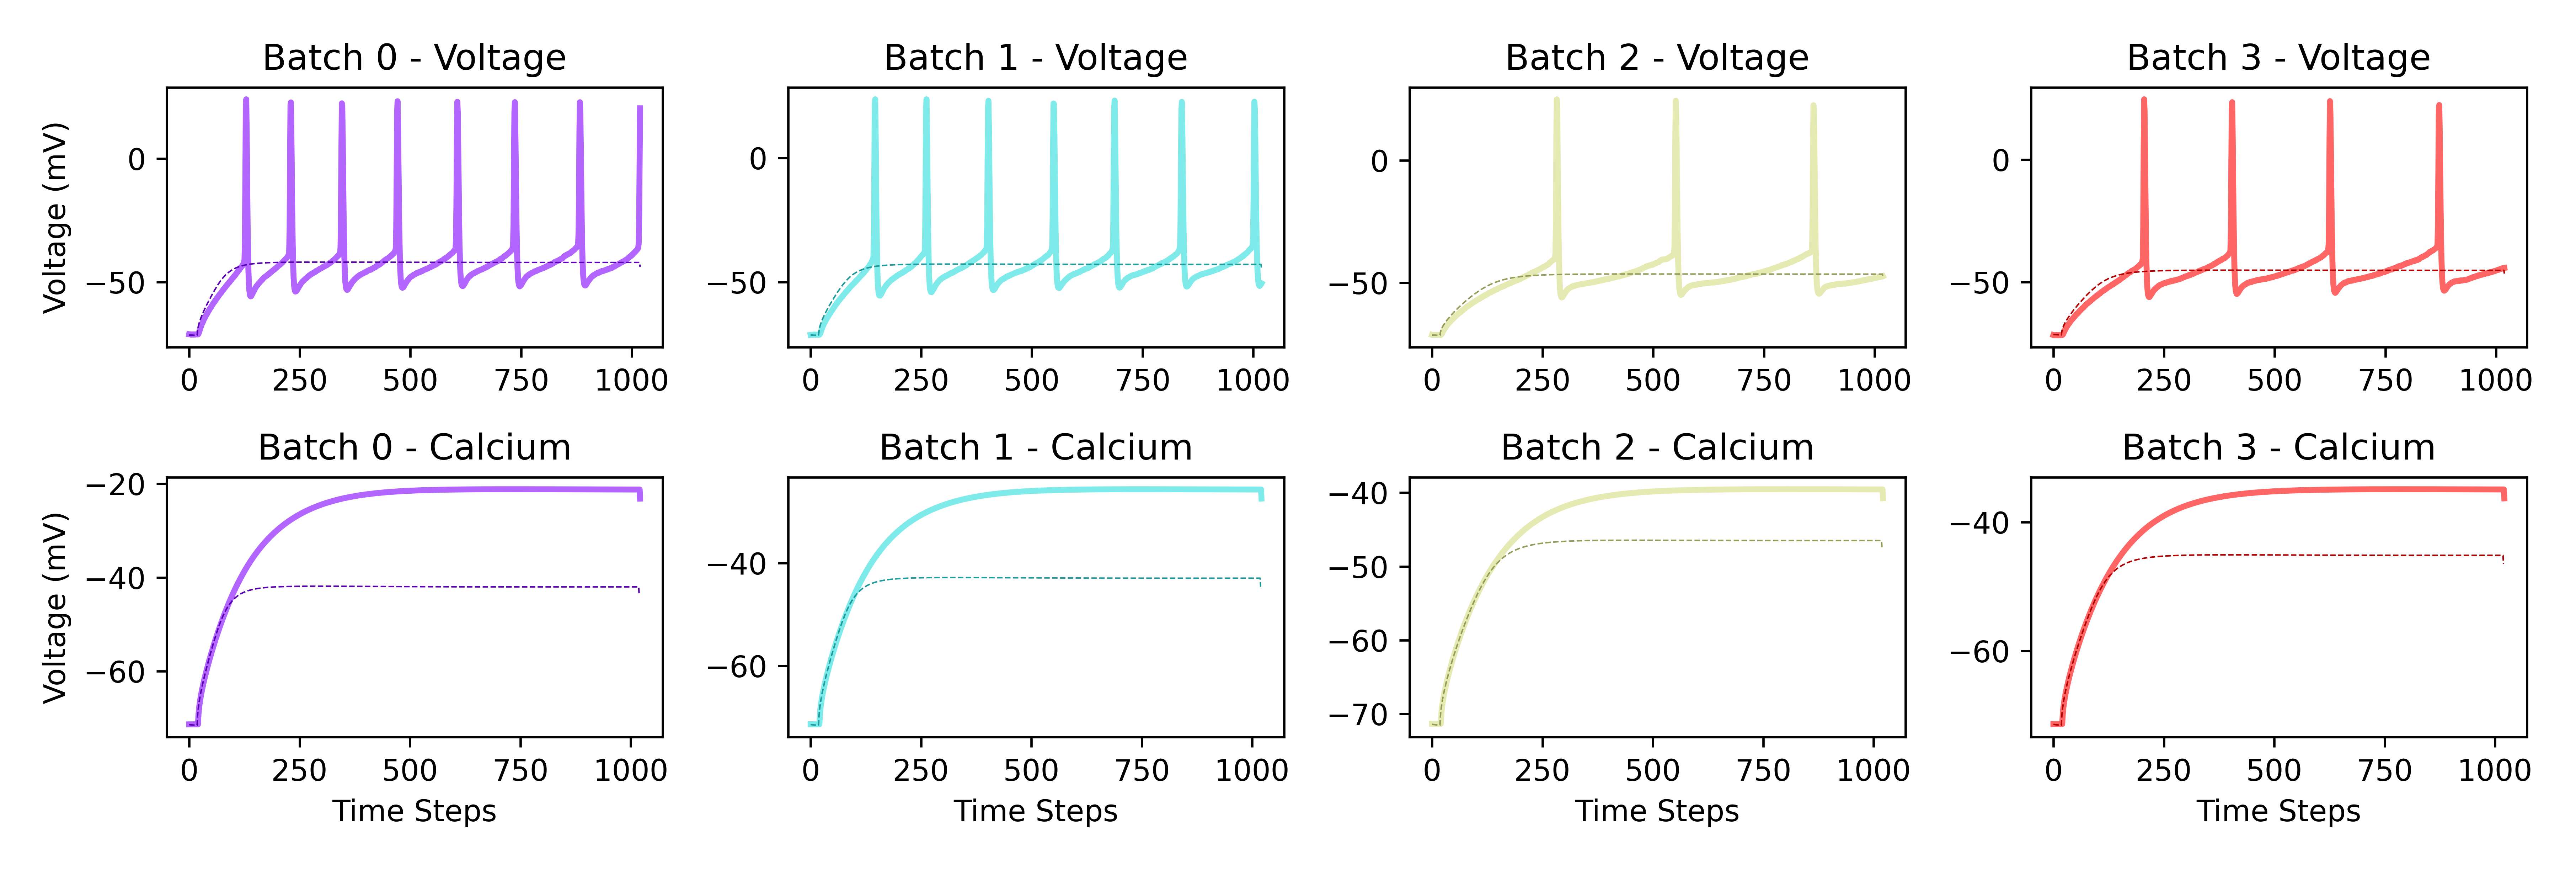 Batch 0 - Voltage
Batch 1 - Voltage
Batch 2 - Voltage
Batch 3 - Voltage
Voltage (mV)
0
−50
0
−50
0
−50
0
−50
0 250 500 750 1000
0 250 500 750 1000
0 250 500 750 1000
0 250 500 750 1000
Batch 0 - Calcium
Batch 1 - Calcium
Batch 2 - Calcium
Batch 3 - Calcium
Voltage (mV)
−20
−40
−60
−40
−60
−40
−50
−60
−70
−40
−60
0 250 500 750 1000
0 250 500 750 1000
0 250 500 750 1000
0 250 500 750 1000
Time Steps
Time Steps
Time Steps
Time Steps